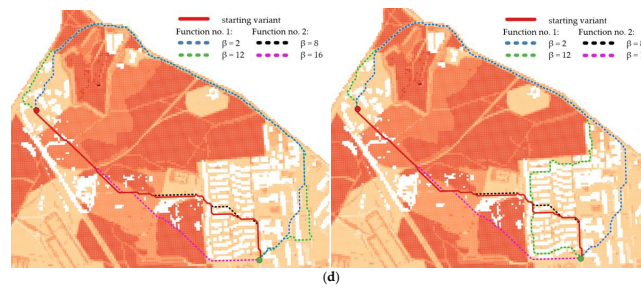 starting variant
Function no. 1: Function no. 2:
β = 2 β = 8
β = 12 β = 16
starting variant
Function no. 1: Function no. 2:
β = 2 β = 8
β = 12 β =
(d)